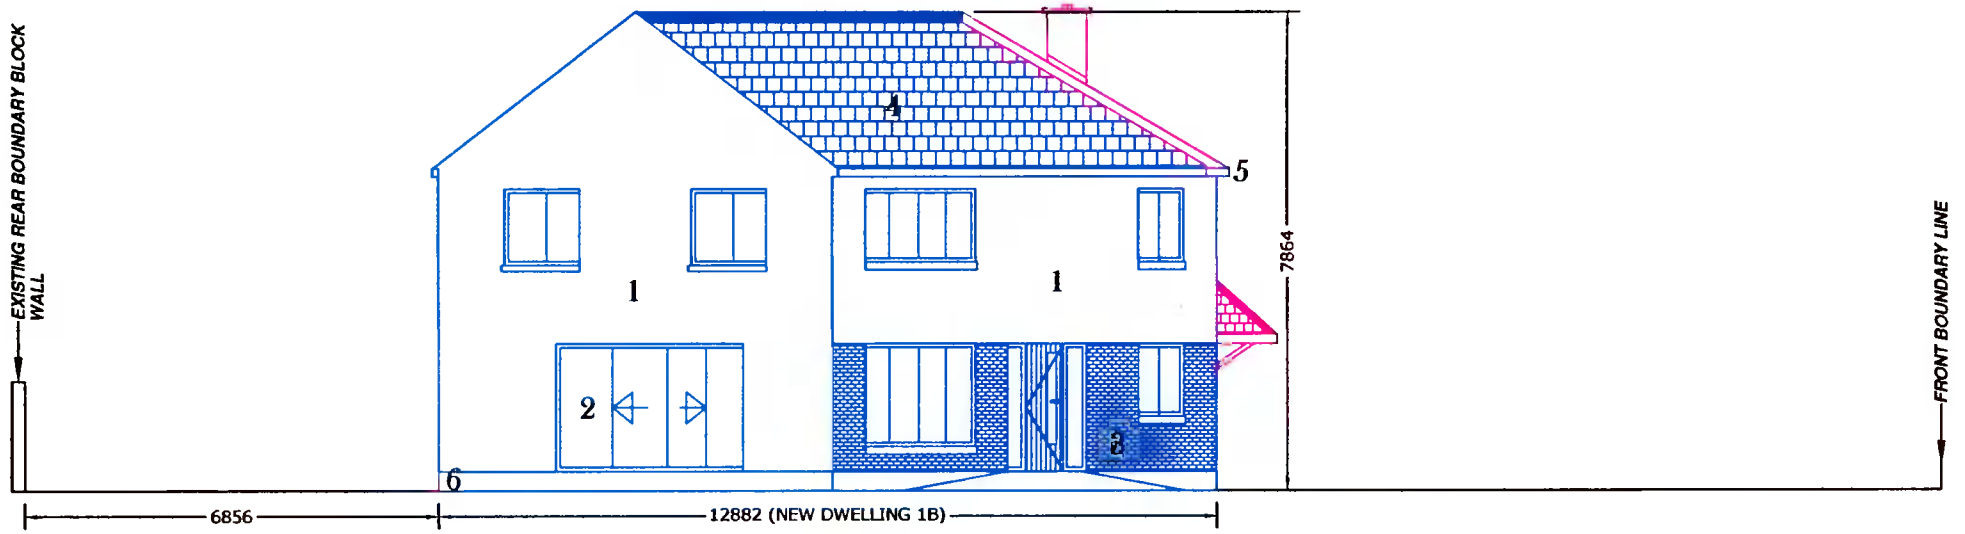 EXISTING REAR BOUNDARY BLOCK
WALL
4
5
1
1
7864
FRONT BOUNDARY LINE
2
3
6
6856
12882 (NEW DWELLING 1B)